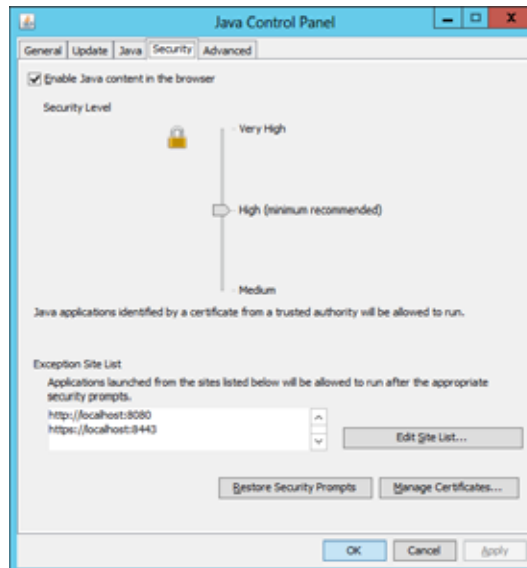 Java Control Panel
General Update Java Security Advanced
Enable Java content in the browser
Security Level
Very High
High (minimum recommended)
Medium
Java applications identified by a certificate from a trusted authority will be allowed to run.
Exception Site List
Applications launched from the sites listed below will be allowed to run after the appropriate
security prompts.
http://localhost:8080
https://localhost:8443
Edit Site List...
Restore Security Prompts Manage Certificates...
OK Cancel Apply